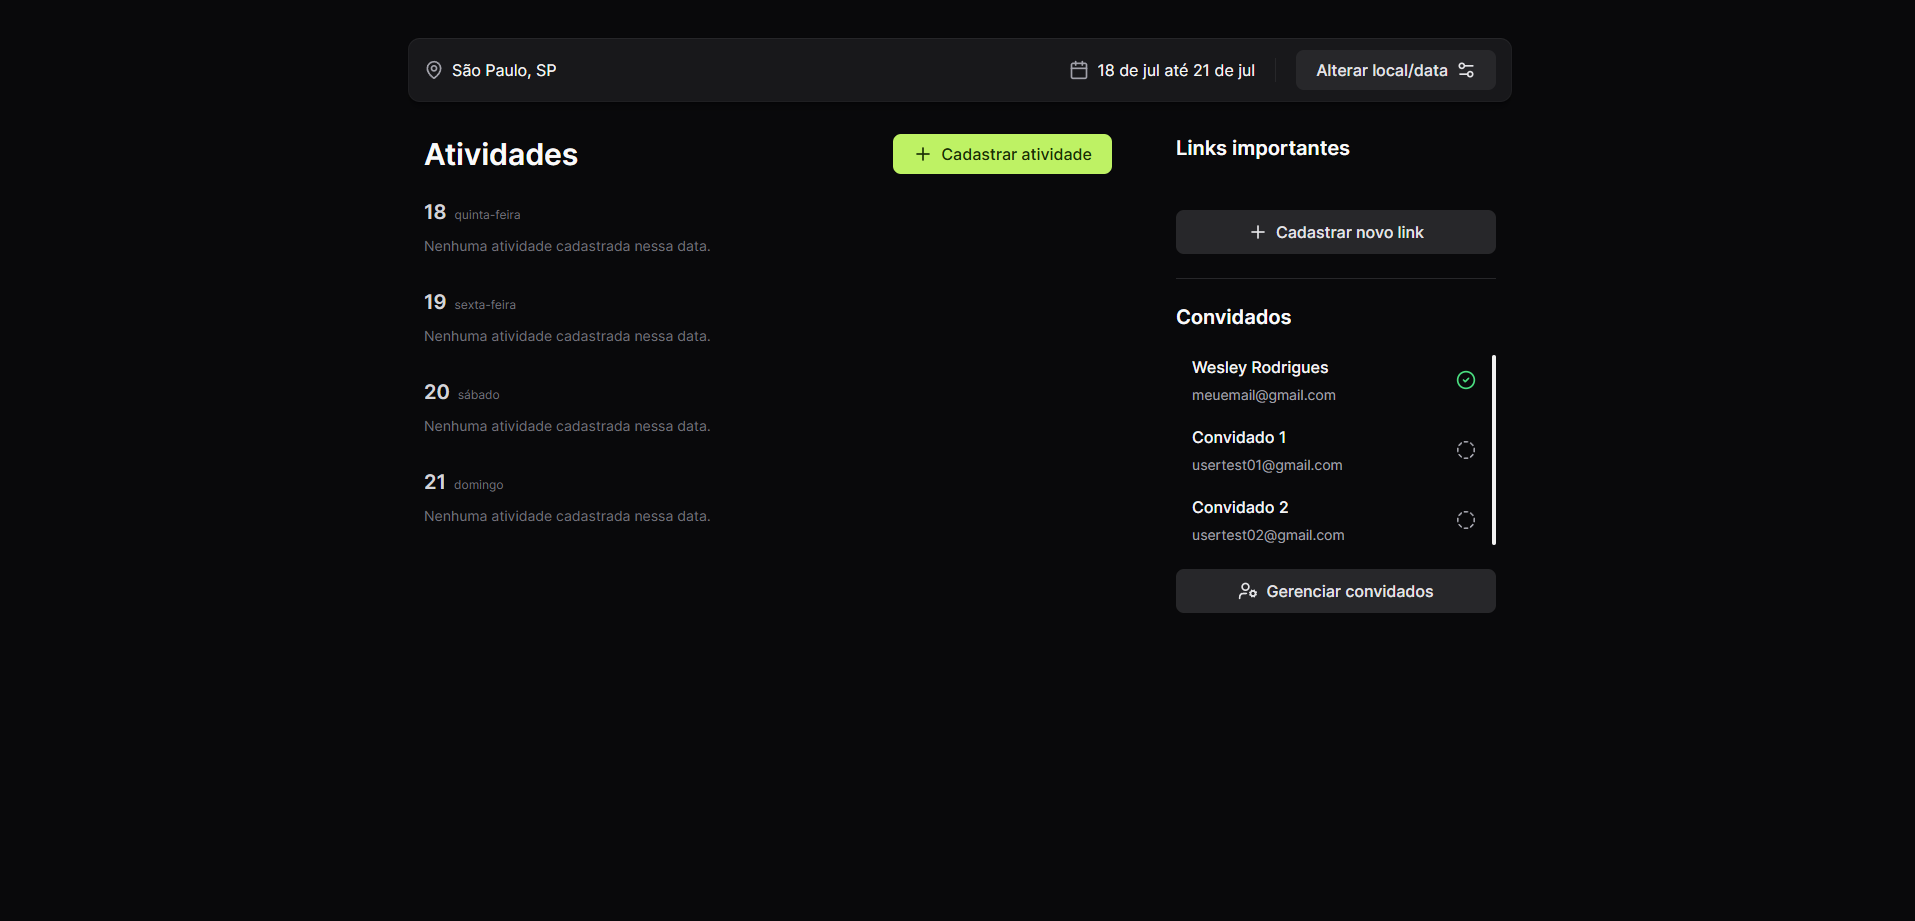 São Paulo, SP
18 de jul até 21 de jul
Alterar local/data
Atividades
Cadastrar atividade
18 quinta-feira
Nenhuma atividade cadastrada nessa data.
19 sexta-feira
Nenhuma atividade cadastrada nessa data.
20 sábado
Nenhuma atividade cadastrada nessa data.
21 domingo
Nenhuma atividade cadastrada nessa data.
Links importantes
Cadastrar novo link
Convidados
Wesley Rodrigues
meuemail@gmail.com
Convidado 1
usertest01@gmail.com
Convidado 2
usertest02@gmail.com
Gerenciar convidados